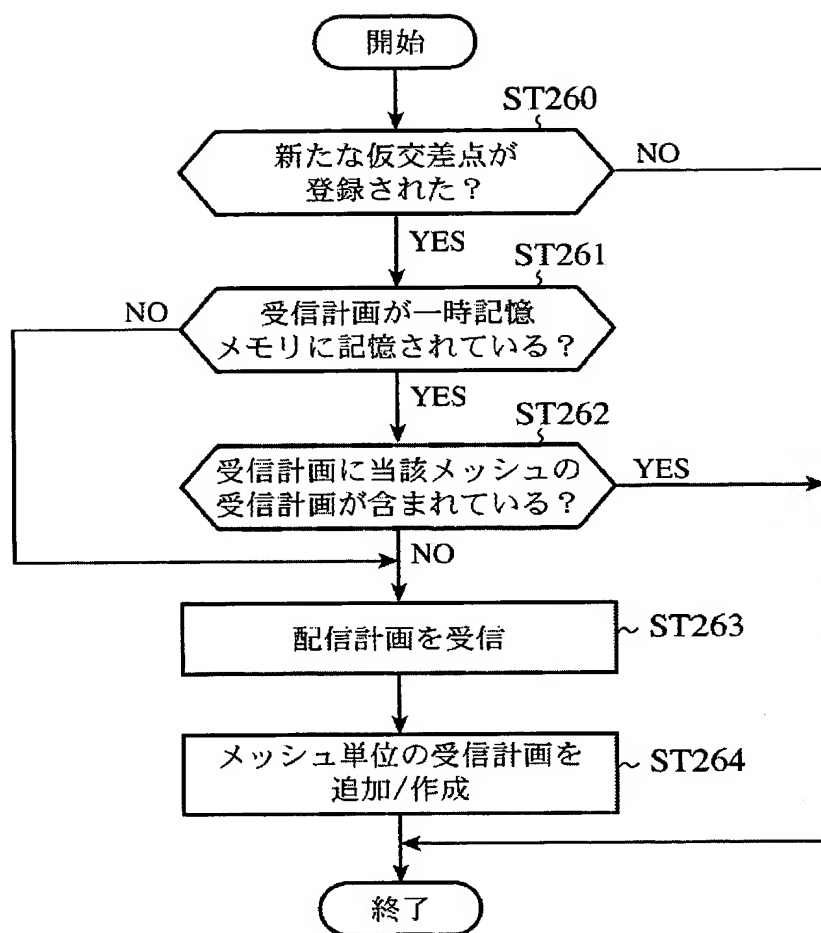 開始
ST260
新たな仮交差点が
登録された？
NO
YES
ST261
受信計画が一時記憶
メモリに記憶されている？
NO
YES
ST262
受信計画に当該メッシュの
受信計画が含まれている？
YES
NO
配信計画を受信
ST263
メッシュ単位の受信計画を
追加/作成
ST264
終了